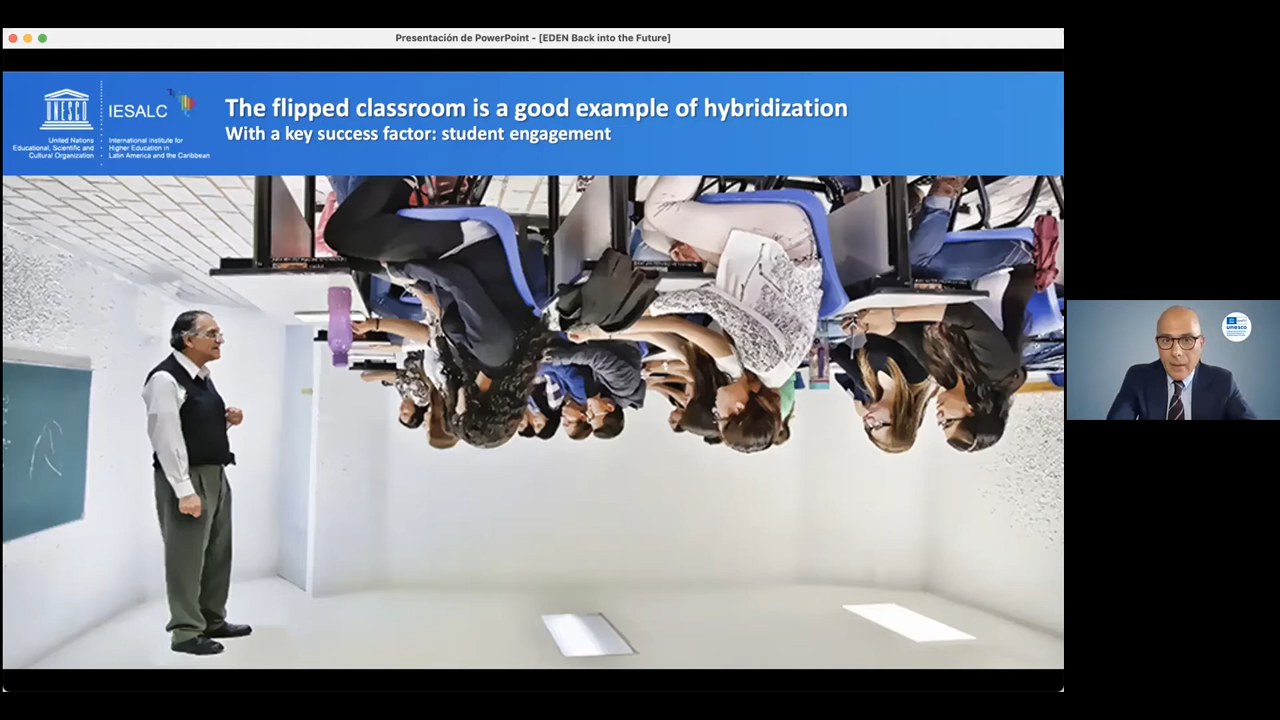 Presentación de PowerPoint - [EDEN Back into the Future]
The flipped classroom is a good example of hybridization
With a key success factor: student engagement
UNESCO
IESALC
United Nations
Educational, Scientific and
Cultural Organization
International Institute for
Higher Education in
Latin America and the Caribbean
unesco